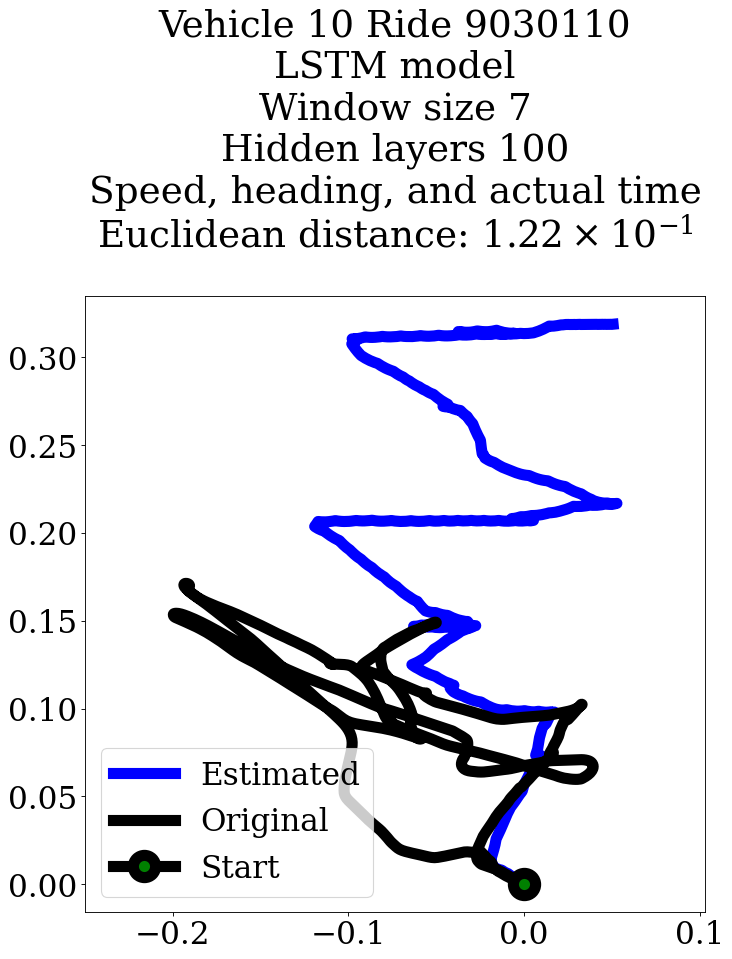 Vehicle 10 Ride 9030110
LSTM model
Window size 7
Hidden layers 100
Speed, heading, and actual time
Euclidean distance: 1.22 × 10⁻¹
0.30
0.25
0.20
0.15
0.10
0.05
0.00
Estimated
Original
Start
−0.2 −0.1 0.0 0.1